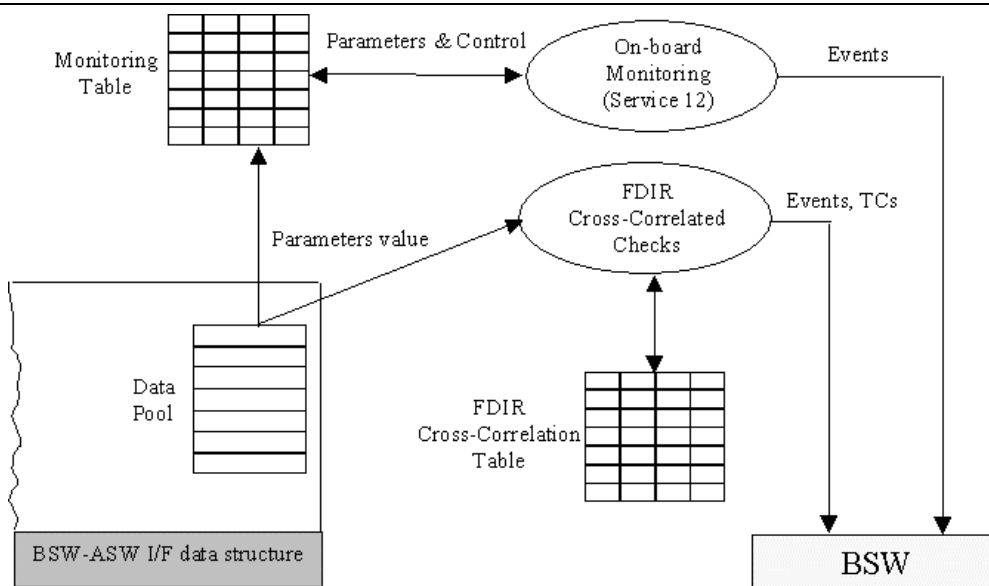 Monitoring
Table
Parameters & Control
On-board
Monitoring
(Service 12)
Events
FDIR
Cross-Correlated
Checks
Events, TCs
Parameters value
Data
Pool
FDIR
Cross-Correlation
Table
BSW-ASW I/F data structure
BSW